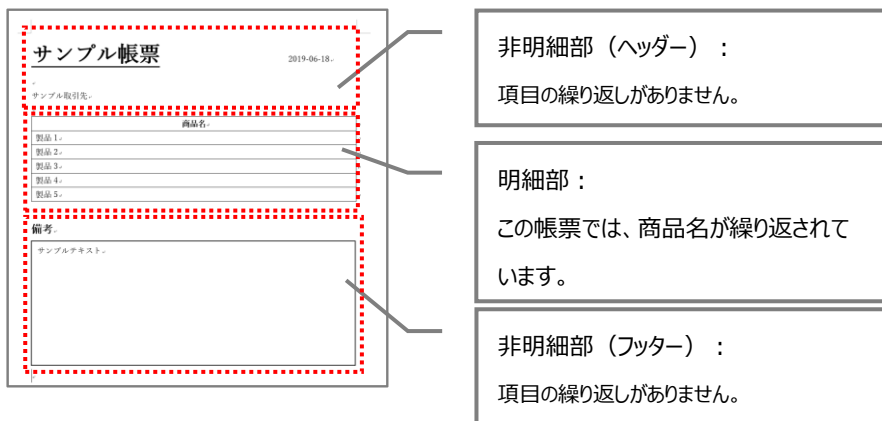 サンプル帳票
2019-06-18
サンプル取引先
商品名
製品 1
製品 2
製品 3
製品 4
製品 5
備考
サンプルテキスト
非明細部（ヘッダー）：
項目の繰り返しがありません。
明細部：
この帳票では、商品名が繰り返されて
います。
非明細部（フッター）：
項目の繰り返しがありません。